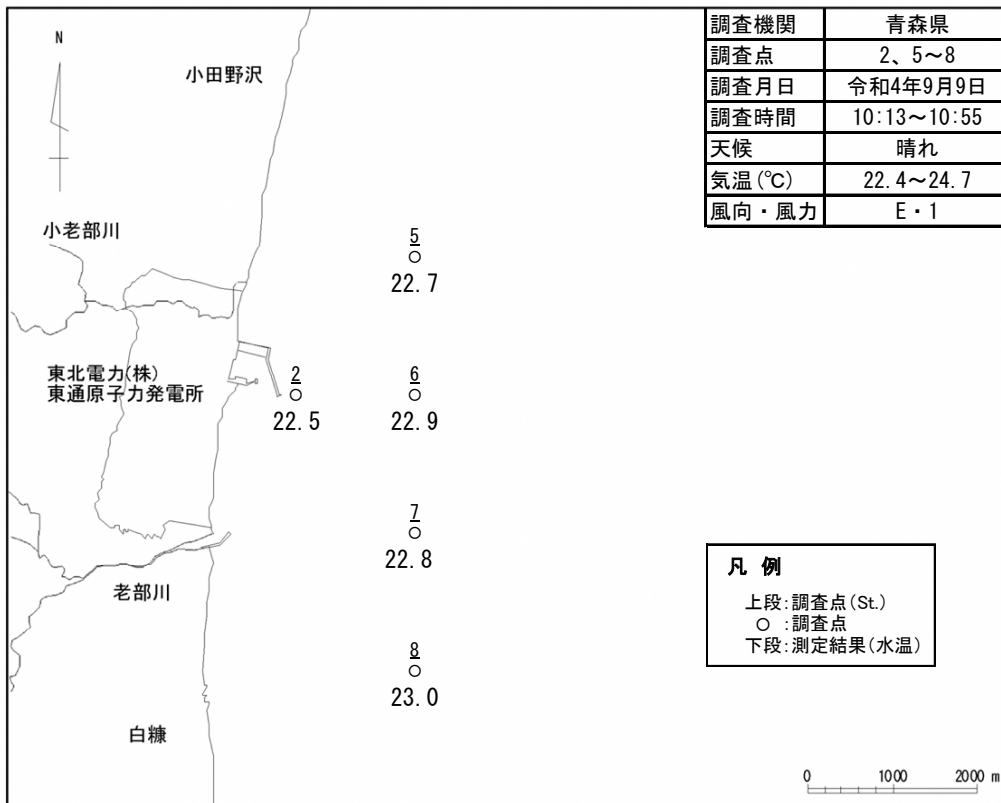 調査機関 青森県
調査点 2、5～8
調査月日 令和4年9月9日
調査時間 10:13～10:55
天候 晴れ
気温(℃) 22.4～24.7
風向・風力 E・1
N
小田野沢
小老部川
5
22.7
東北電力(株)
東通原子力発電所
2
22.5
6
22.9
7
22.8
老部川
8
23.0
白糠
凡 例
上段:調査点(St.)
○ :調査点
下段:測定結果(水温)
0 1000 2000 m